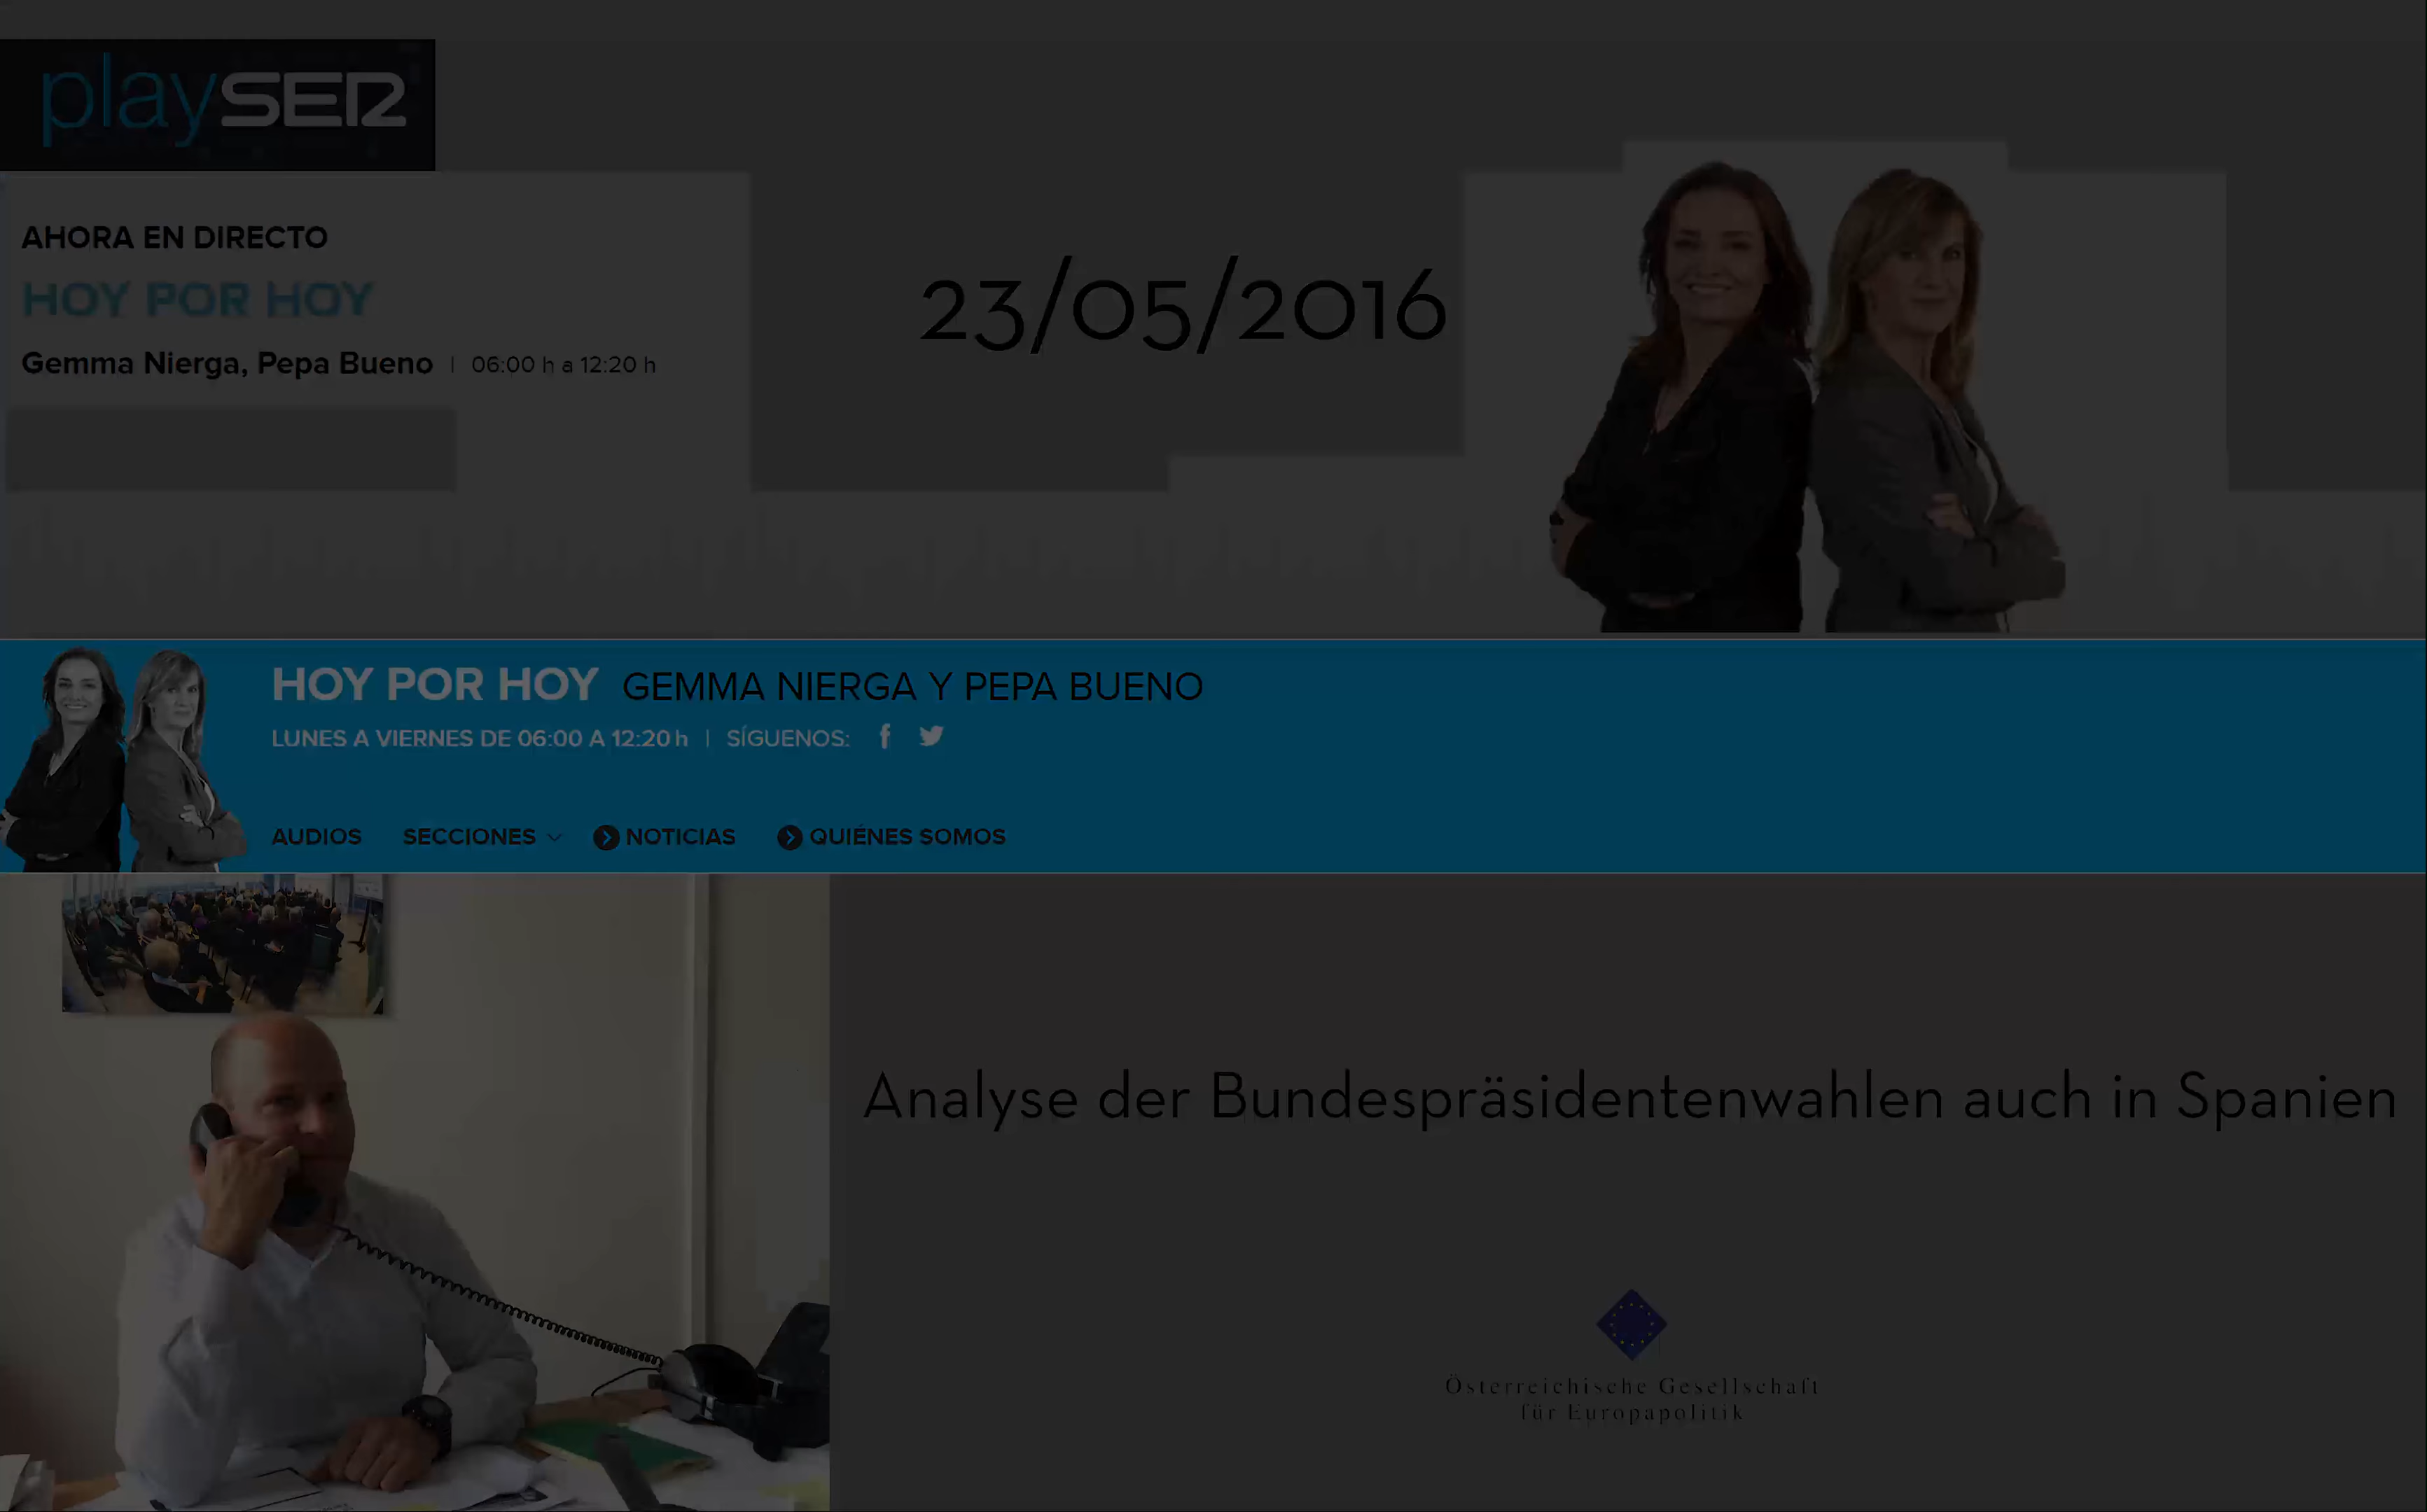 playSER
AHORA EN DIRECTO
HOY POR HOY
Gemma Nierga, Pepa Bueno | 06:00 h a 12:20 h
23/05/2016
HOY POR HOY GEMMA NIERGA Y PEPA BUENO
LUNES A VIERNES DE 06:00 A 12:20 h | SÍGUENOS:
AUDIOS SECCIONES NOTICIAS QUIÉNES SOMOS
Analyse der Bundespräsidentenwahlen auch in Spanien
Österreichische Gesellschaft
für Europapolitik